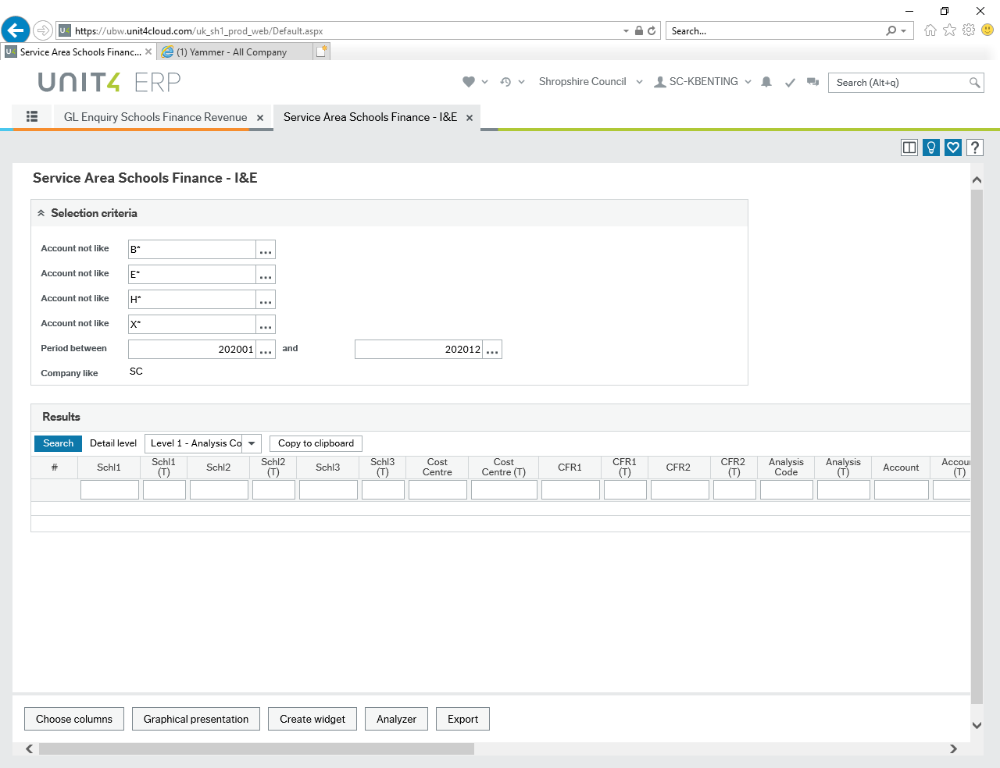 https://ubw.unit4cloud.com/uk_sh1_prod_web/Default.aspx
Search...
U4 Service Area Schools Financ...
(1) Yammer - All Company
UNIT4 ERP
Shropshire Council
SC-KBENTING
Search (Alt+q)
GL Enquiry Schools Finance Revenue
Service Area Schools Finance - I&E
?
Service Area Schools Finance - I&E
Selection criteria
Account not like B* ...
Account not like E* ...
Account not like H* ...
Account not like X* ...
Period between 202001 ... and 202012 ...
Company like SC
Results
Search Detail level Level 1 - Analysis Co Copy to clipboard
# Schl1 Schl1 (T) Schl2 Schl2 (T) Schl3 Schl3 (T) Cost Centre Cost Centre (T) CFR1 CFR1 (T) CFR2 CFR2 (T) Analysis Code Analysis (T) Account Accou (T)
Choose columns Graphical presentation Create widget Analyzer Export